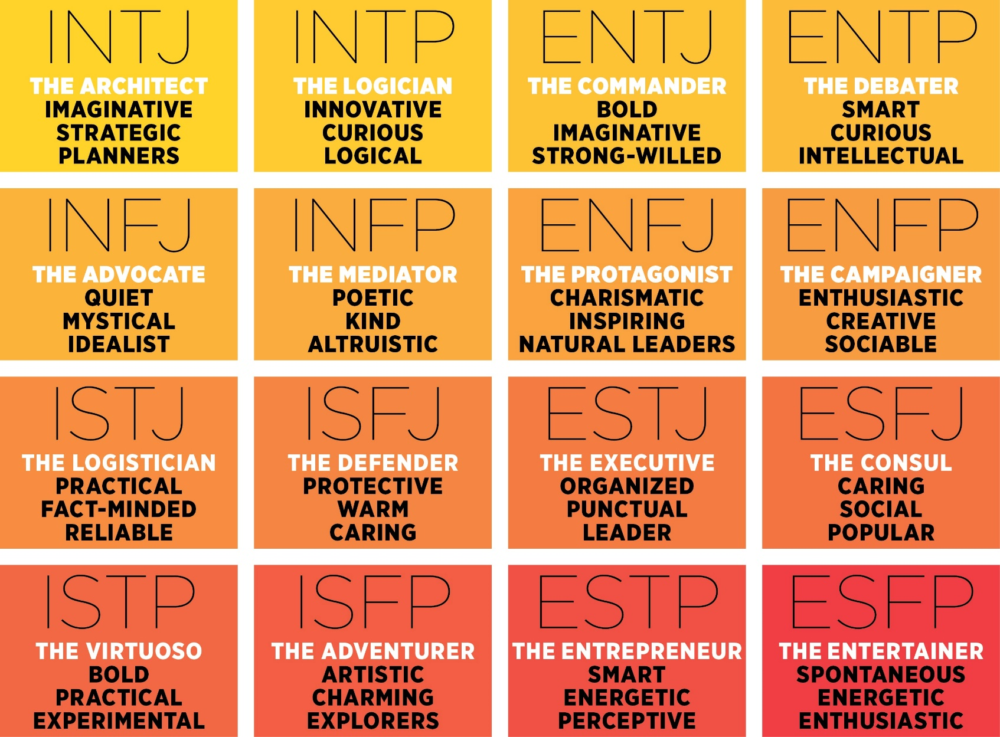 INTJ
THE ARCHITECT
IMAGINATIVE
STRATEGIC
PLANNERS
INTP
THE LOGICIAN
INNOVATIVE
CURIOUS
LOGICAL
ENTJ
THE COMMANDER
BOLD
IMAGINATIVE
STRONG-WILLED
ENTP
THE DEBATER
SMART
CURIOUS
INTELLECTUAL
INFJ
THE ADVOCATE
QUIET
MYSTICAL
IDEALIST
INFP
THE MEDIATOR
POETIC
KIND
ALTRUISTIC
ENFJ
THE PROTAGONIST
CHARISMATIC
INSPIRING
NATURAL LEADERS
ENFP
THE CAMPAIGNER
ENTHUSIASTIC
CREATIVE
SOCIABLE
ISTJ
THE LOGISTICIAN
PRACTICAL
FACT-MINDED
RELIABLE
ISFJ
THE DEFENDER
PROTECTIVE
WARM
CARING
ESTJ
THE EXECUTIVE
ORGANIZED
PUNCTUAL
LEADER
ESFJ
THE CONSUL
CARING
SOCIAL
POPULAR
ISTP
THE VIRTUOSO
BOLD
PRACTICAL
EXPERIMENTAL
ISFP
THE ADVENTURER
ARTISTIC
CHARMING
EXPLORERS
ESTP
THE ENTREPRENEUR
SMART
ENERGETIC
PERCEPTIVE
ESFP
THE ENTERTAINER
SPONTANEOUS
ENERGETIC
ENTHUSIASTIC